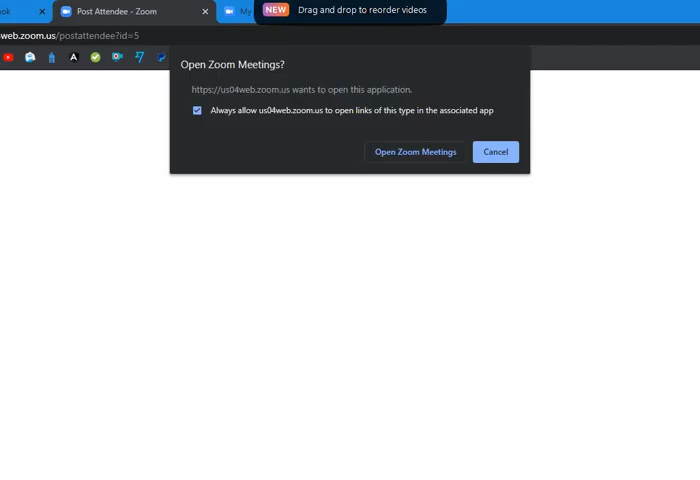 ok
Post Attendee - Zoom
My
NEW Drag and drop to reorder videos
4web.zoom.us/postattendee?id=5
A
Open Zoom Meetings?
https://us04web.zoom.us wants to open this application.
Always allow us04web.zoom.us to open links of this type in the associated app
Open Zoom Meetings
Cancel